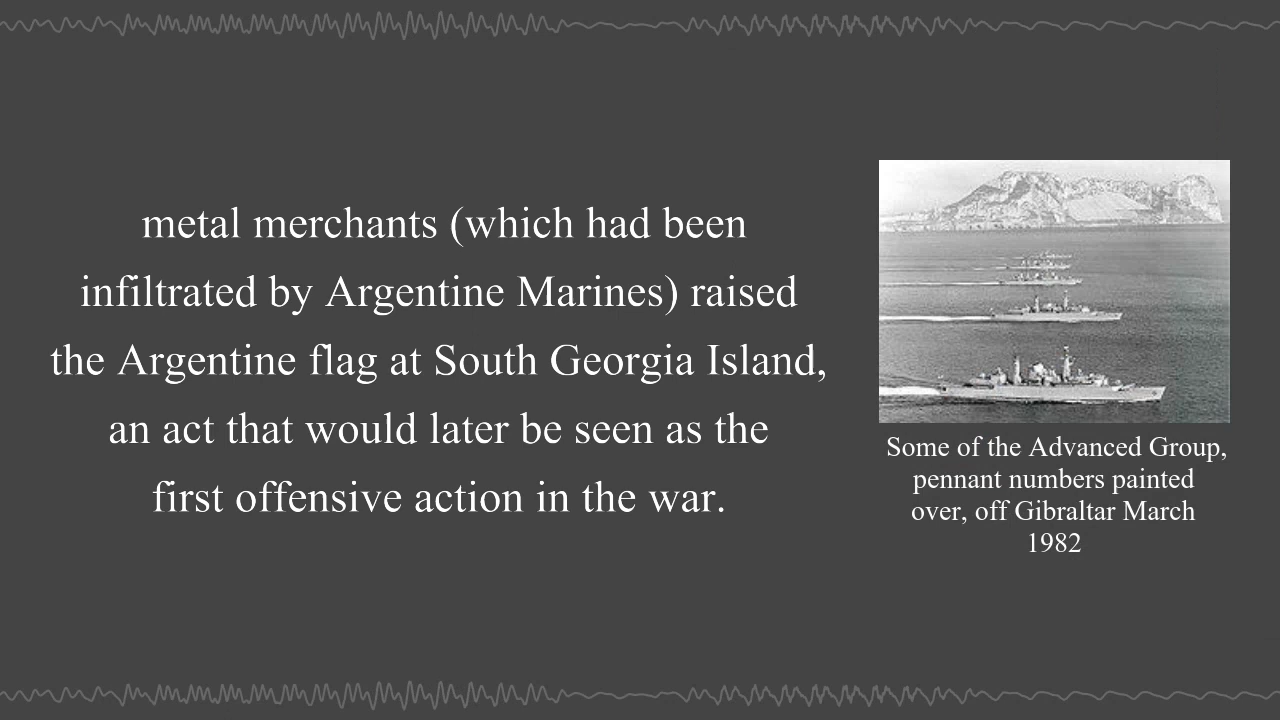 metal merchants (which had been
infiltrated by Argentine Marines) raised
the Argentine flag at South Georgia Island,
an act that would later be seen as the
first offensive action in the war.
Some of the Advanced Group,
pennant numbers painted
over, off Gibraltar March
1982